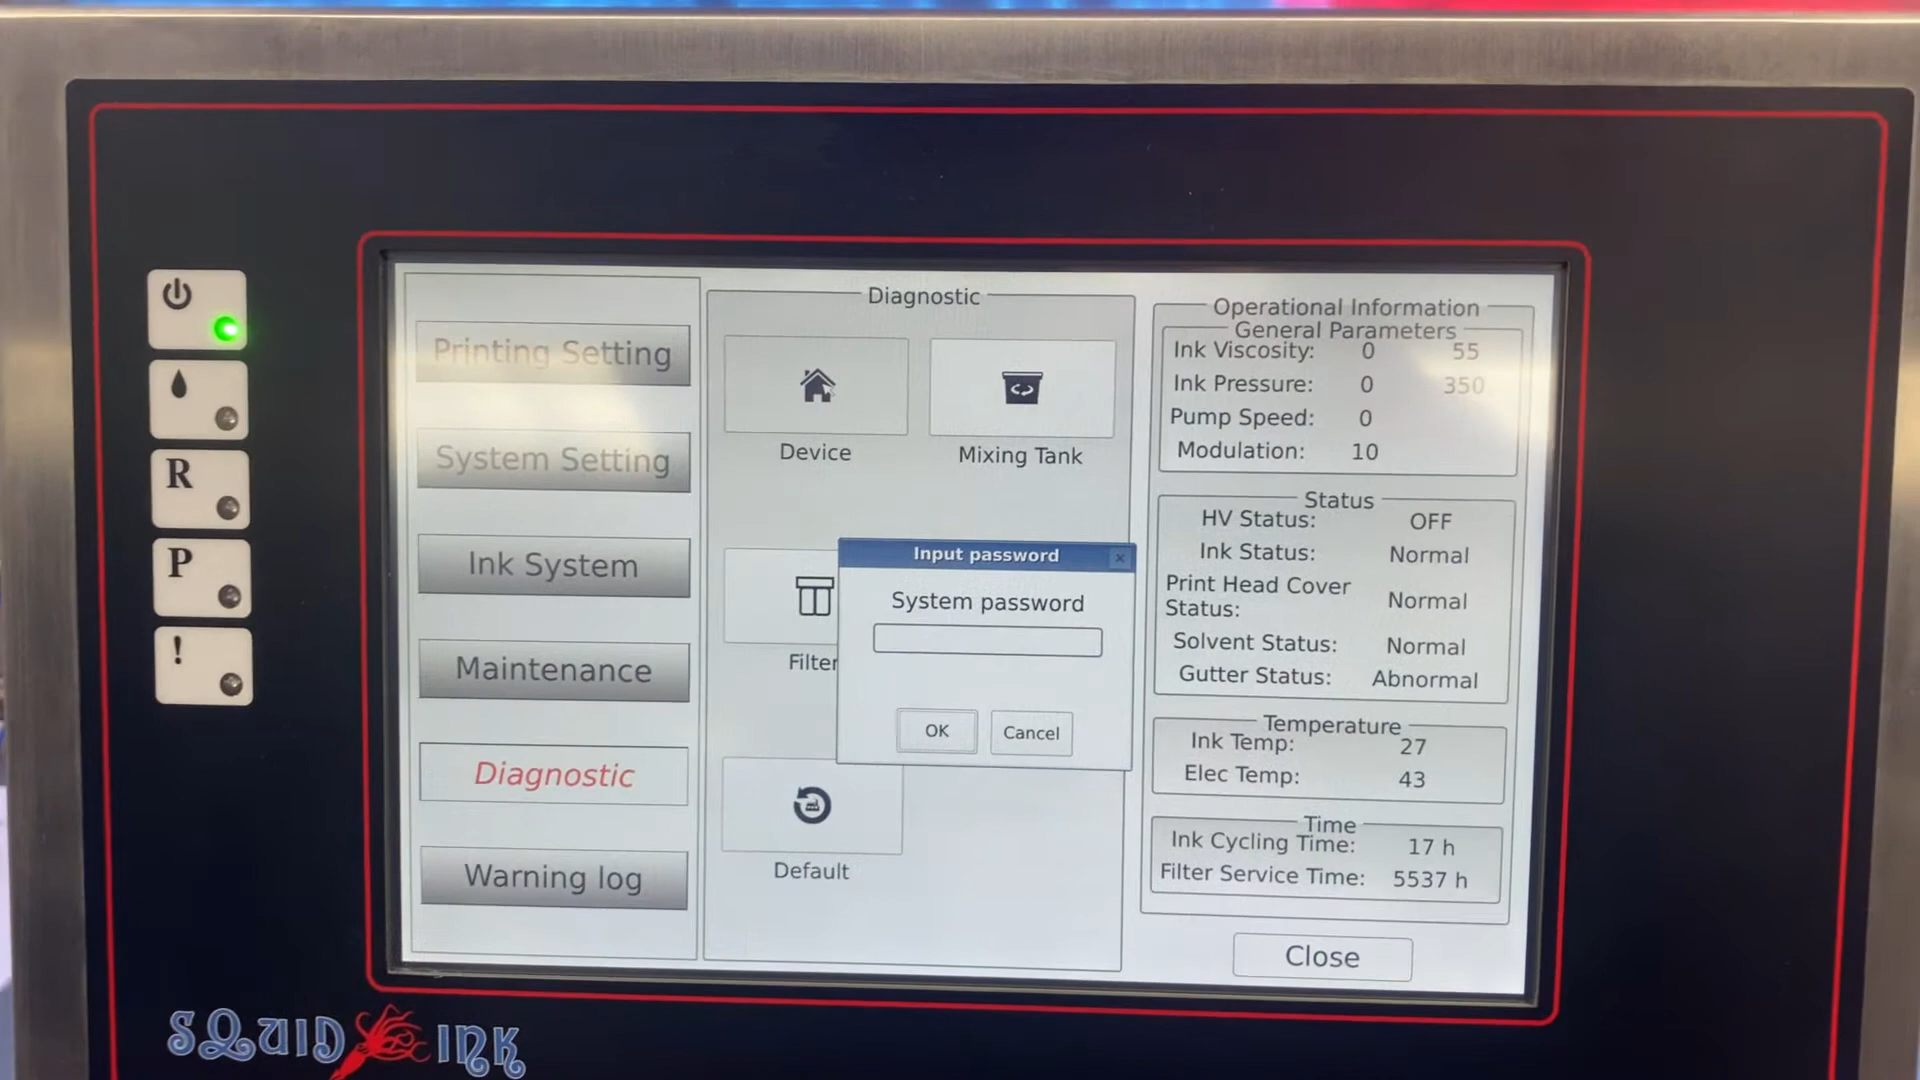 R
P
!
Printing Setting
System Setting
Ink System
Maintenance
Diagnostic
Warning log
Diagnostic
Device
Mixing Tank
Filter
Default
Input password
System password
OK
Cancel
Operational Information
General Parameters
Ink Viscosity: 0 55
Ink Pressure: 0 350
Pump Speed: 0
Modulation: 10
Status
HV Status: OFF
Ink Status: Normal
Print Head Cover
Status: Normal
Solvent Status: Normal
Gutter Status: Abnormal
Temperature
Ink Temp: 27
Elec Temp: 43
Time
Ink Cycling Time: 17 h
Filter Service Time: 5537 h
Close
SQUID INK